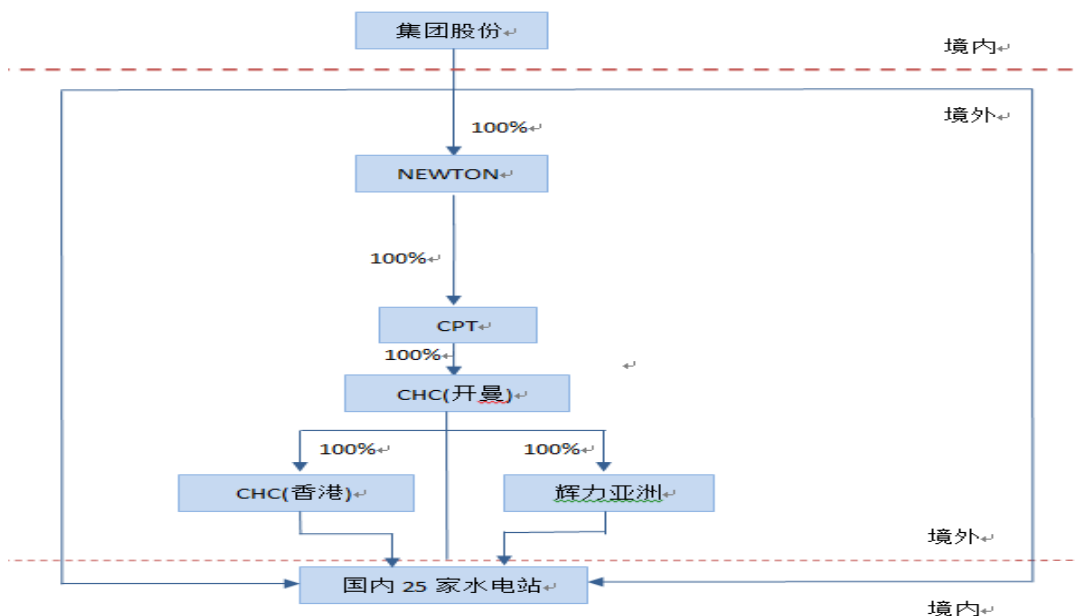 集团股份
境内
境外
100%
NEWTON
100%
CPT
100%
CHC(开曼)
100%
100%
CHC(香港)
辉力亚洲
境外
国内 25 家水电站
境内